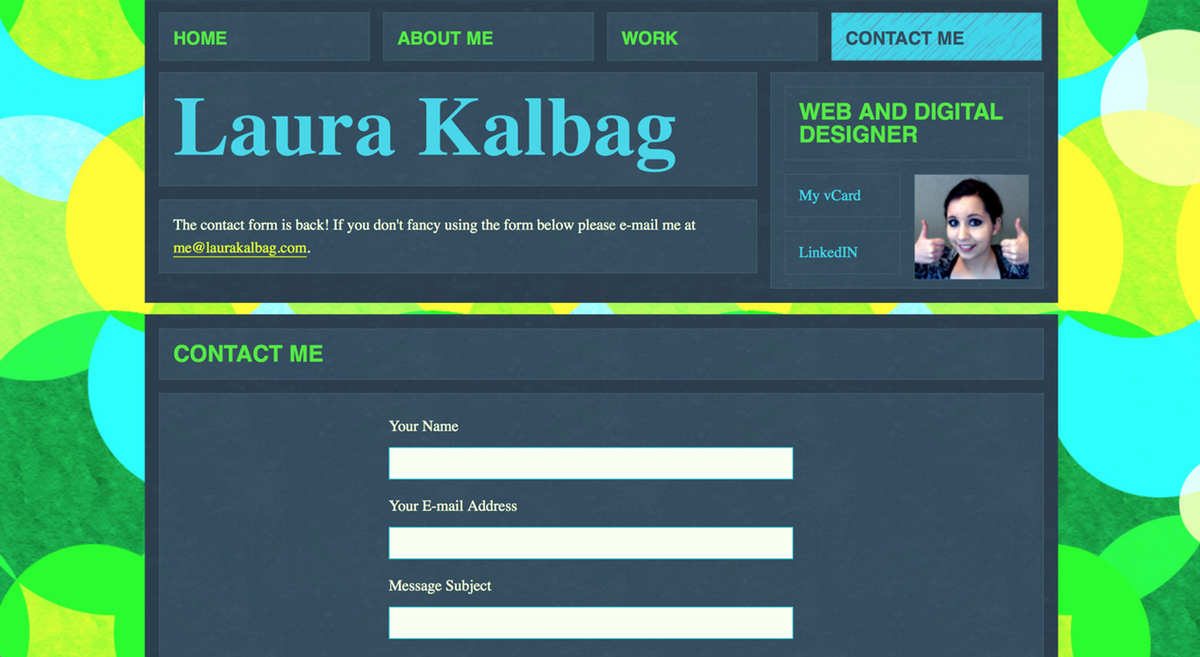 HOME
ABOUT ME
WORK
CONTACT ME
Laura Kalbag
WEB AND DIGITAL
DESIGNER
My vCard
LinkedIN
The contact form is back! If you don't fancy using the form below please e-mail me at
me@laurakalbag.com.
CONTACT ME
Your Name
Your E-mail Address
Message Subject